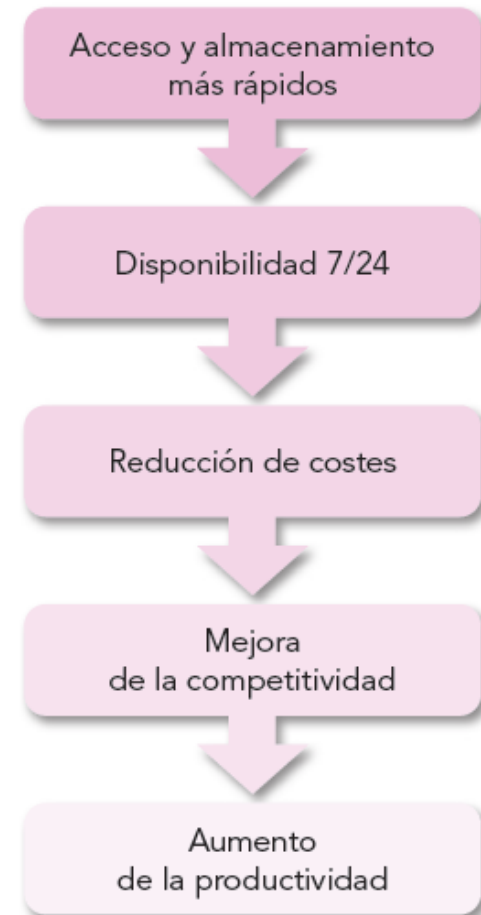 Acceso y almacenamiento
más rápidos
Disponibilidad 7/24
Reducción de costes
Mejora
de la competitividad
Aumento
de la productividad